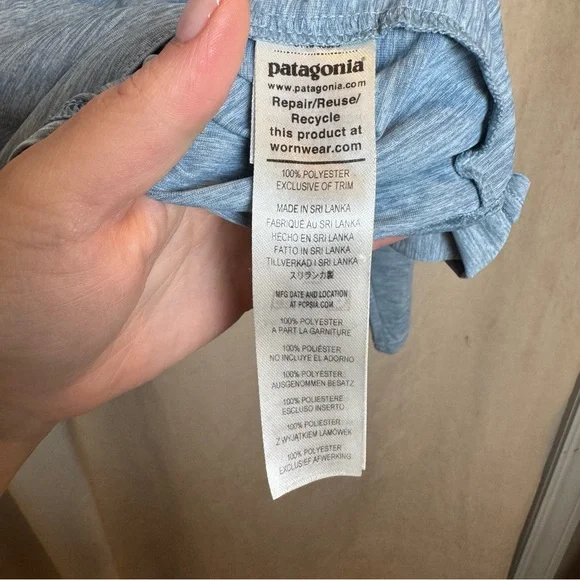 patagonia®
www.patagonia.com
Repair/Reuse/
Recycle
this product at
wornwear.com
100% POLYESTER
EXCLUSIVE OF TRIM
MADE IN SRI LANKA
FABRIQUÉ AU SRI LANKA
HECHO EN SRI LANKA
FATTO IN SRI LANKA
TILLVERKAD I SRI LANKA
スリランカ製
MFG DATE AND LOCATION
AT PCPSIA.COM
100% POLYESTER
A PART LA GARNITURE
100% POLIÉSTER
NO INCLUYE EL ADORNO
100% POLYESTER
AUSGENOMMEN BESATZ
100% POLIESTERE
ESCLUSO INSERTO
100% POLYESTER
Z WYJĄTKIEM LAMÓWEK
100% POLYESTER
EXCLUSIEF AFWERKING